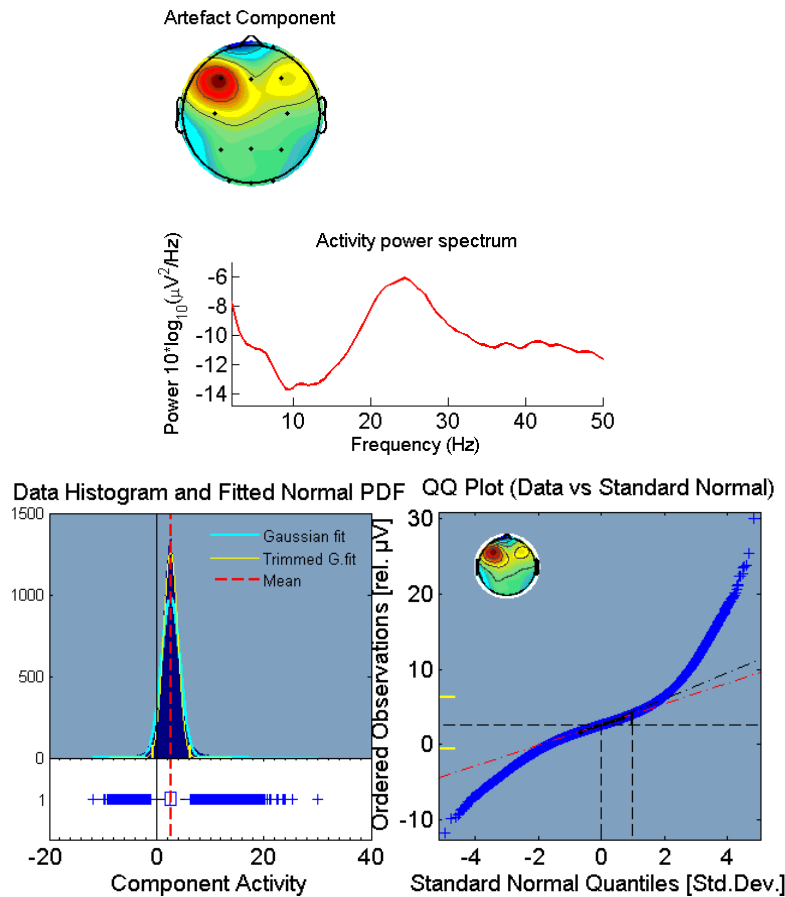 Artefact Component
Activity power spectrum
Power 10*log10(μV2/Hz)
-6
-8
-10
-12
-14
10 20 30 40 50
Frequency (Hz)
Data Histogram and Fitted Normal PDF
1500
1000
500
0
Gaussian fit
Trimmed G.fit
Mean
1
-20 0 20 40
Component Activity
QQ Plot (Data vs Standard Normal)
Ordered Observations [rel. μV]
30
20
10
0
-10
-4 -2 0 2 4
Standard Normal Quantiles [Std.Dev.]